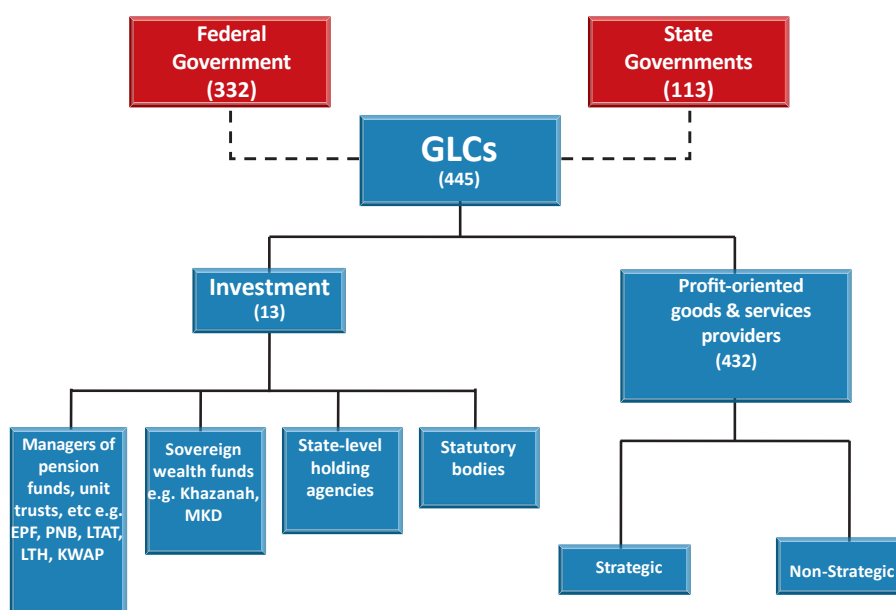 Federal
Government
(332)
State
Governments
(113)
GLCs
(445)
Investment
(13)
Profit-oriented
goods & services
providers
(432)
Managers of
pension
funds, unit
trusts, etc e.g.
EPF, PNB, LTAT,
LTH, KWAP
Sovereign
wealth funds
e.g. Khazanah,
MKD
State-level
holding
agencies
Statutory
bodies
Strategic
Non-Strategic